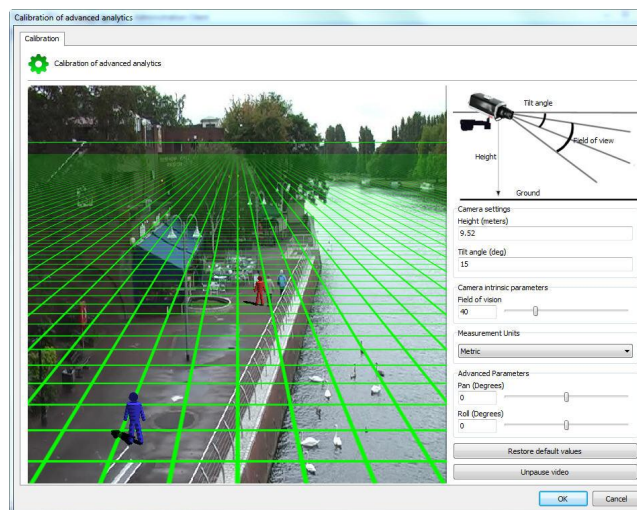 Calibration of advanced analytics
Calibration
Calibration of advanced analytics
Tilt angle
Field of view
Height
Ground
Camera settings
Height (meters)
9.52
Tilt angle (deg)
15
Camera intrinsic parameters
Field of vision
40
Measurement Units
Metric
Advanced Parameters
Pan (Degrees)
0
Roll (Degrees)
0
Restore default values
Unpause video
OK
Cancel